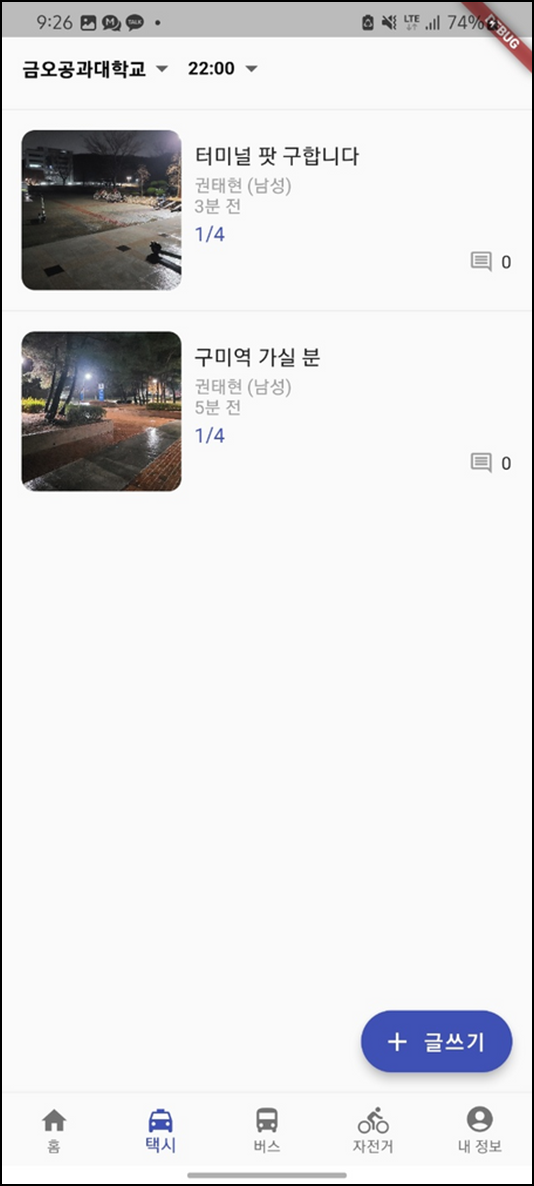 9:26 M TALK LTE 74%
DEBUG
금오공과대학교 22:00
터미널 팟 구합니다
권태현 (남성)
3분 전
1/4
0
구미역 가실 분
권태현 (남성)
5분 전
1/4
0
+ 글쓰기
홈 택시 버스 자전거 내 정보